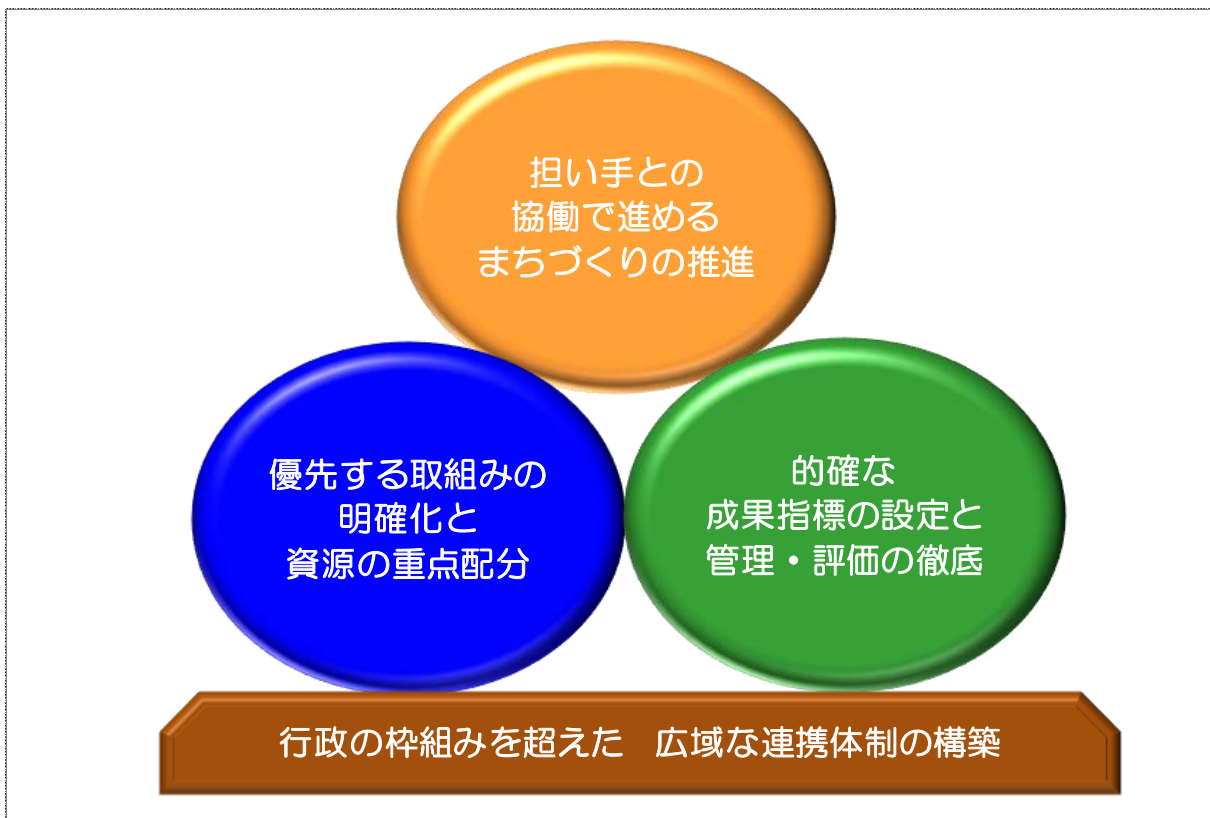 担い手との
協働で進める
まちづくりの推進
優先する取組みの
明確化と
資源の重点配分
的確な
成果指標の設定と
管理・評価の徹底
行政の枠組みを超えた　広域な連携体制の構築